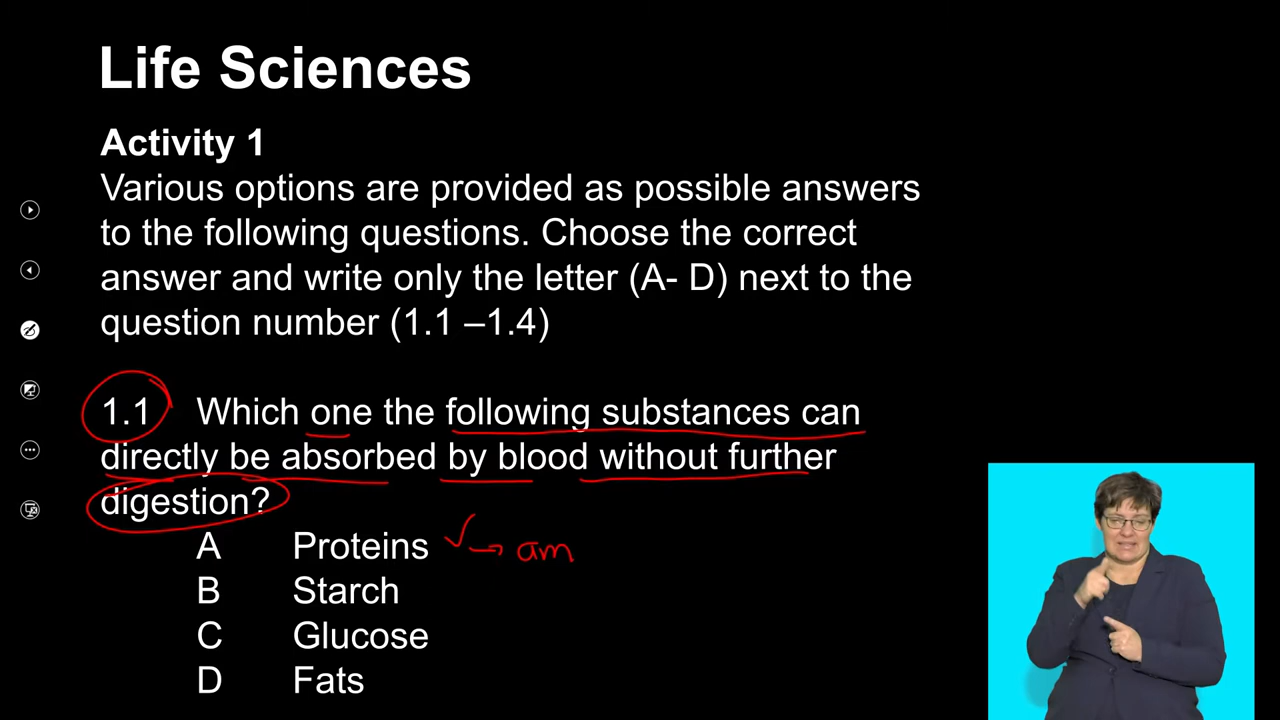 Life Sciences
Activity 1
Various options are provided as possible answers
to the following questions. Choose the correct
answer and write only the letter (A- D) next to the
question number (1.1 –1.4)
1.1 Which one the following substances can
directly be absorbed by blood without further
digestion?
A Proteins ✓→ am
B Starch
C Glucose
D Fats